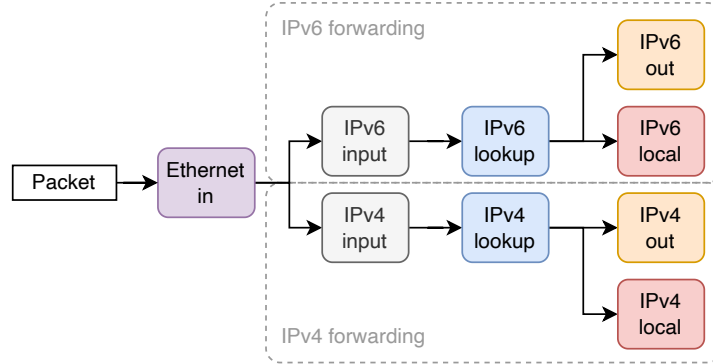 IPv6 forwarding
IPv6
out
IPv6
input
IPv6
lookup
IPv6
local
Packet
Ethernet
in
IPv4
input
IPv4
lookup
IPv4
out
IPv4
local
IPv4 forwarding